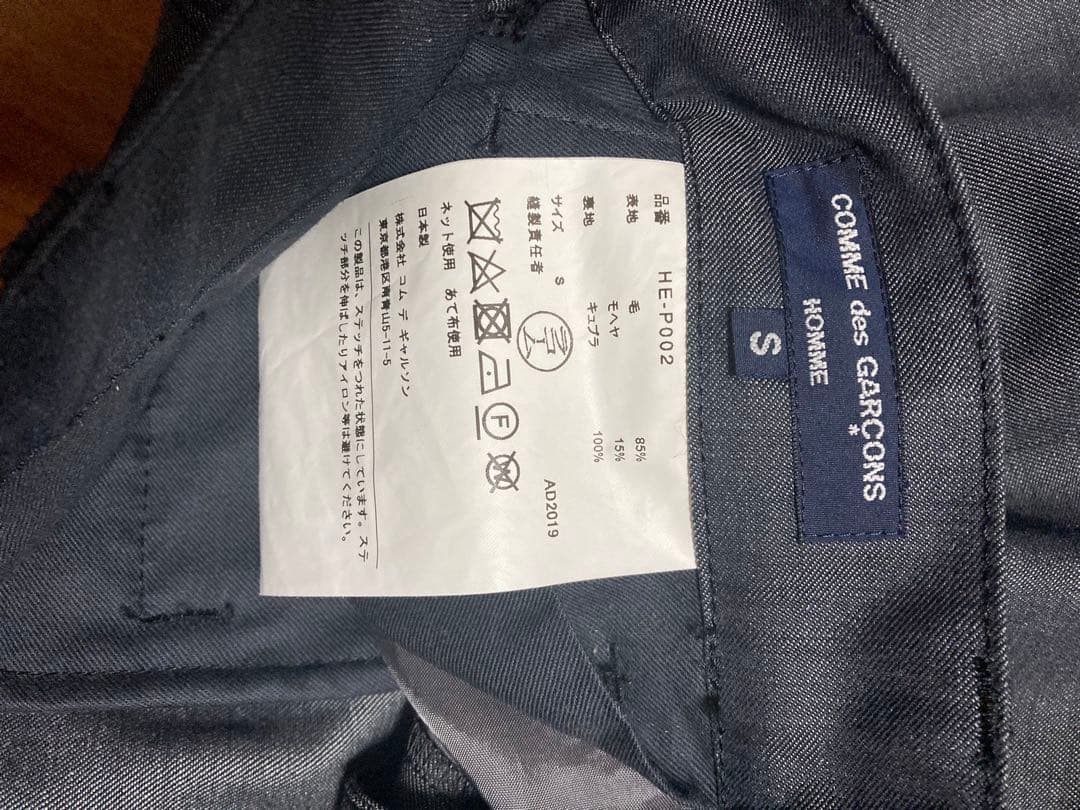 COMME des GARCONS
*
HOMME
S
品番 HE-P002
表地 毛 85%
モヘヤ 15%
裏地 キュプラ 100%
サイズ S AD2019
縫製責任者
F
W
ネット使用 あて布使用
日本製
株式会社 コム デ ギャルソン
東京都港区南青山5-11-5
この製品は、ステッチをつれた状態にしています。ステ
ッチ部分を伸ばしたりアイロン等は避けてください。